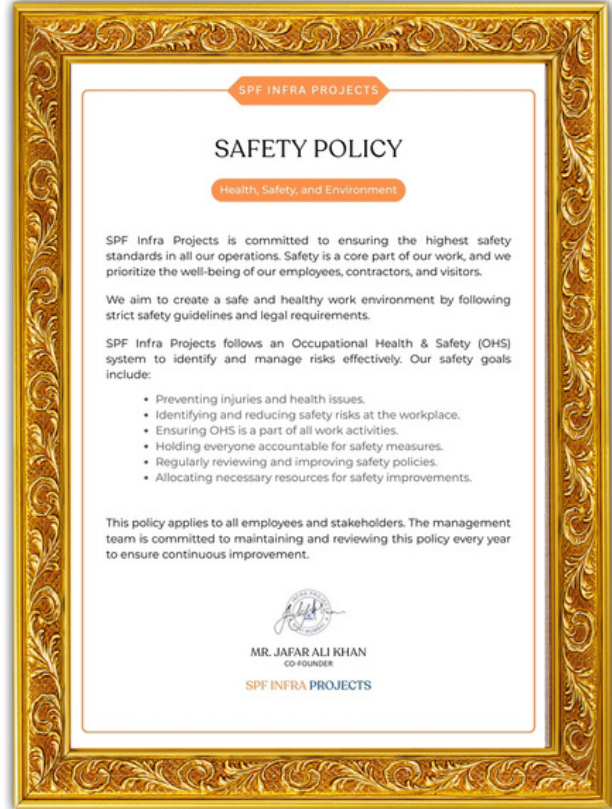 SPF INFRA PROJECTS
SAFETY POLICY
Health, Safety, and Environment
SPF Infra Projects is committed to ensuring the highest safety
standards in all our operations. Safety is a core part of our work, and we
prioritize the well-being of our employees, contractors, and visitors.
We aim to create a safe and healthy work environment by following
strict safety guidelines and legal requirements.
SPF Infra Projects follows an Occupational Health & Safety (OHS)
system to identify and manage risks effectively. Our safety goals
include:
• Preventing injuries and health issues.
• Identifying and reducing safety risks at the workplace.
• Ensuring OHS is a part of all work activities.
• Holding everyone accountable for safety measures.
• Regularly reviewing and improving safety policies.
• Allocating necessary resources for safety improvements.
This policy applies to all employees and stakeholders. The management
team is committed to maintaining and reviewing this policy every year
to ensure continuous improvement.
MR. JAFAR ALI KHAN
CO-FOUNDER
SPF INFRA PROJECTS